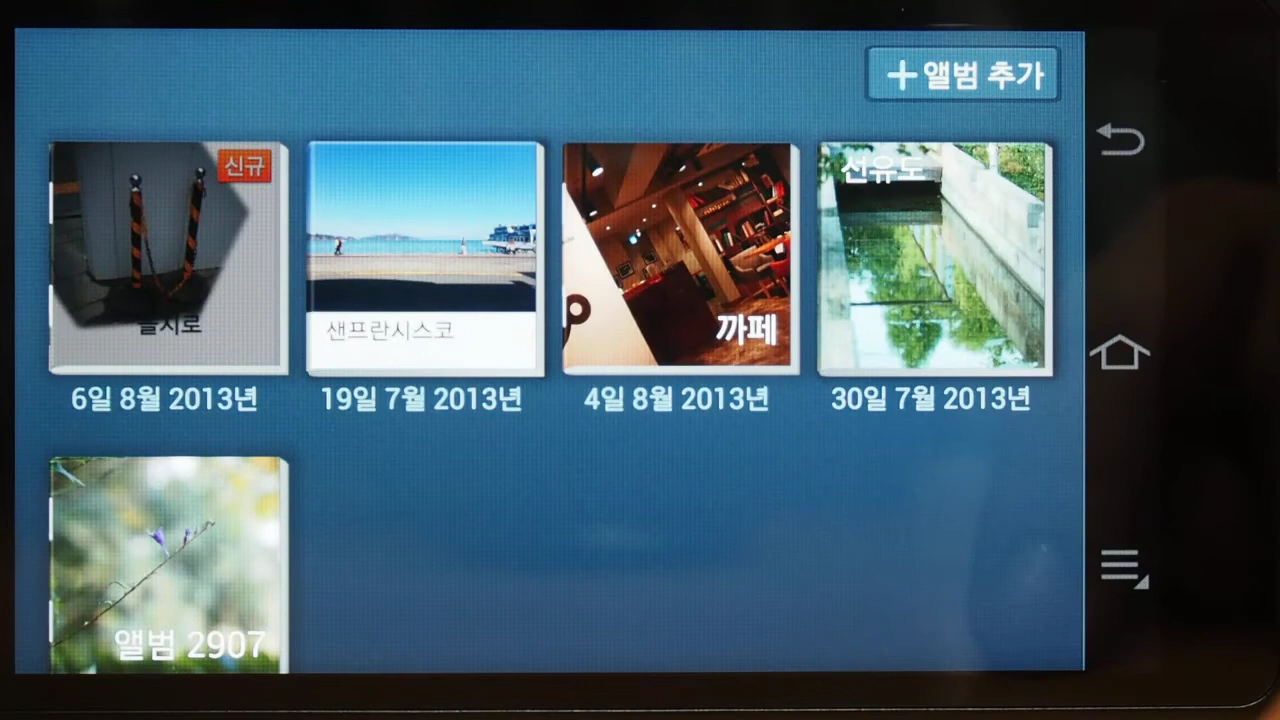 앨범 추가
신규
을지로
샌프란시스코
까페
선유도
6일 8월 2013년
19일 7월 2013년
4일 8월 2013년
30일 7월 2013년
앨범 2907